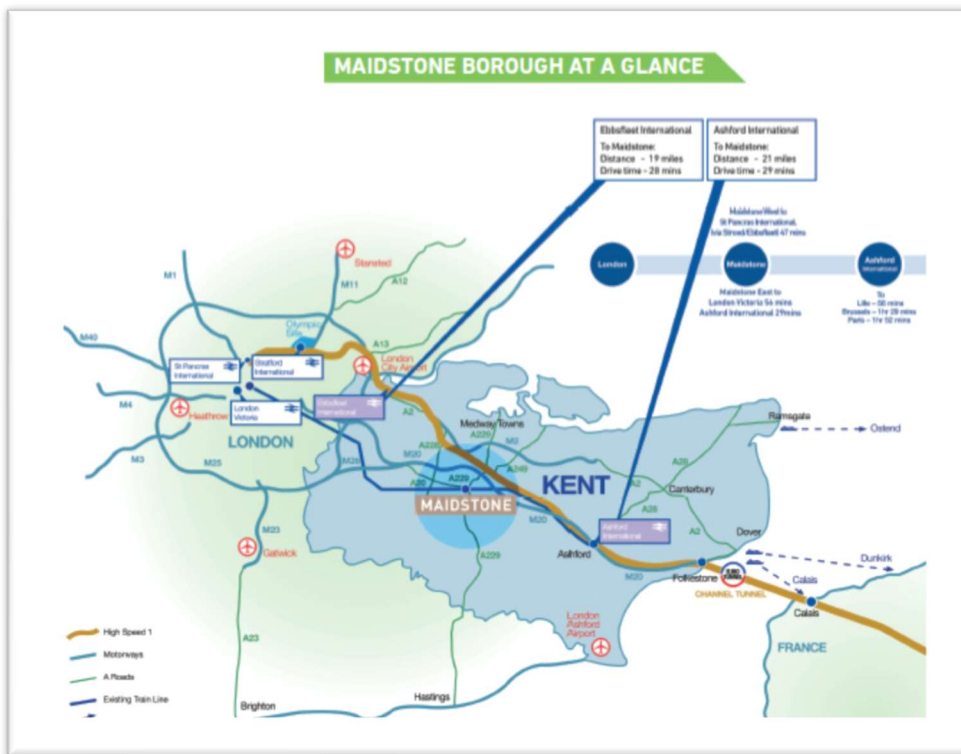 MAIDSTONE BOROUGH AT A GLANCE
Ebbsfleet International
To Maidstone:
Distance - 19 miles
Drive time - 28 mins
Ashford International
To Maidstone:
Distance - 21 miles
Drive time - 29 mins
Maidstone West to
St Pancras International,
(via Strood/Ebbsfleet) 47 mins
London
Maidstone
Ashford
International
Maidstone East to
London Victoria 56 mins
Ashford International 29mins
To
Lille - 56 mins
Brussels - 1hr 29 mins
Paris - 1hr 52 mins
M1
Stansted
M11
A12
M40
Olympic
Site
A13
London
City Airport
St Pancras
International
Stratford
International
M4
Heathrow
London
Victoria
Ebbsfleet
International
A2
Medway Towns
Ramsgate
Ostend
LONDON
M3
M25
M26
M20
A228
A229
M2
A249
A20
A229
KENT
A28
A2
Canterbury
MAIDSTONE
M20
A28
Ashford
International
A2
Dover
M23
Gatwick
A229
Ashford
M20
Folkestone
EURO
TUNNEL
CHANNEL TUNNEL
Dunkirk
Calais
Calais
London
Ashford
Airport
FRANCE
High Speed 1
Motorways
A Roads
Existing Train Line
A23
Brighton
Hastings